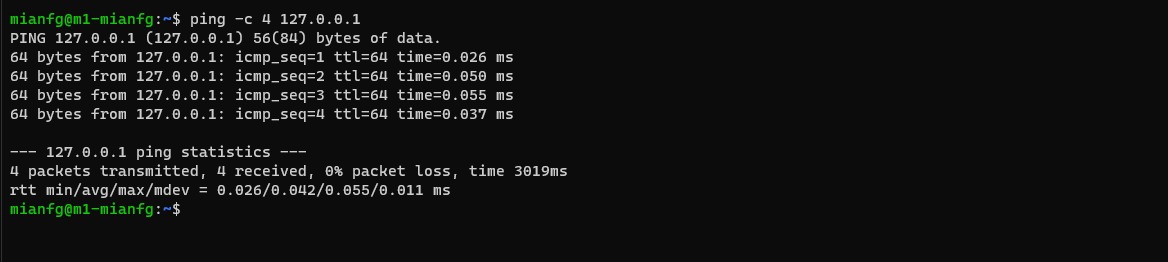 mianfg@m1-mianfg:~$ ping -c 4 127.0.0.1
PING 127.0.0.1 (127.0.0.1) 56(84) bytes of data.
64 bytes from 127.0.0.1: icmp_seq=1 ttl=64 time=0.026 ms
64 bytes from 127.0.0.1: icmp_seq=2 ttl=64 time=0.050 ms
64 bytes from 127.0.0.1: icmp_seq=3 ttl=64 time=0.055 ms
64 bytes from 127.0.0.1: icmp_seq=4 ttl=64 time=0.037 ms
--- 127.0.0.1 ping statistics ---
4 packets transmitted, 4 received, 0% packet loss, time 3019ms
rtt min/avg/max/mdev = 0.026/0.042/0.055/0.011 ms
mianfg@m1-mianfg:~$